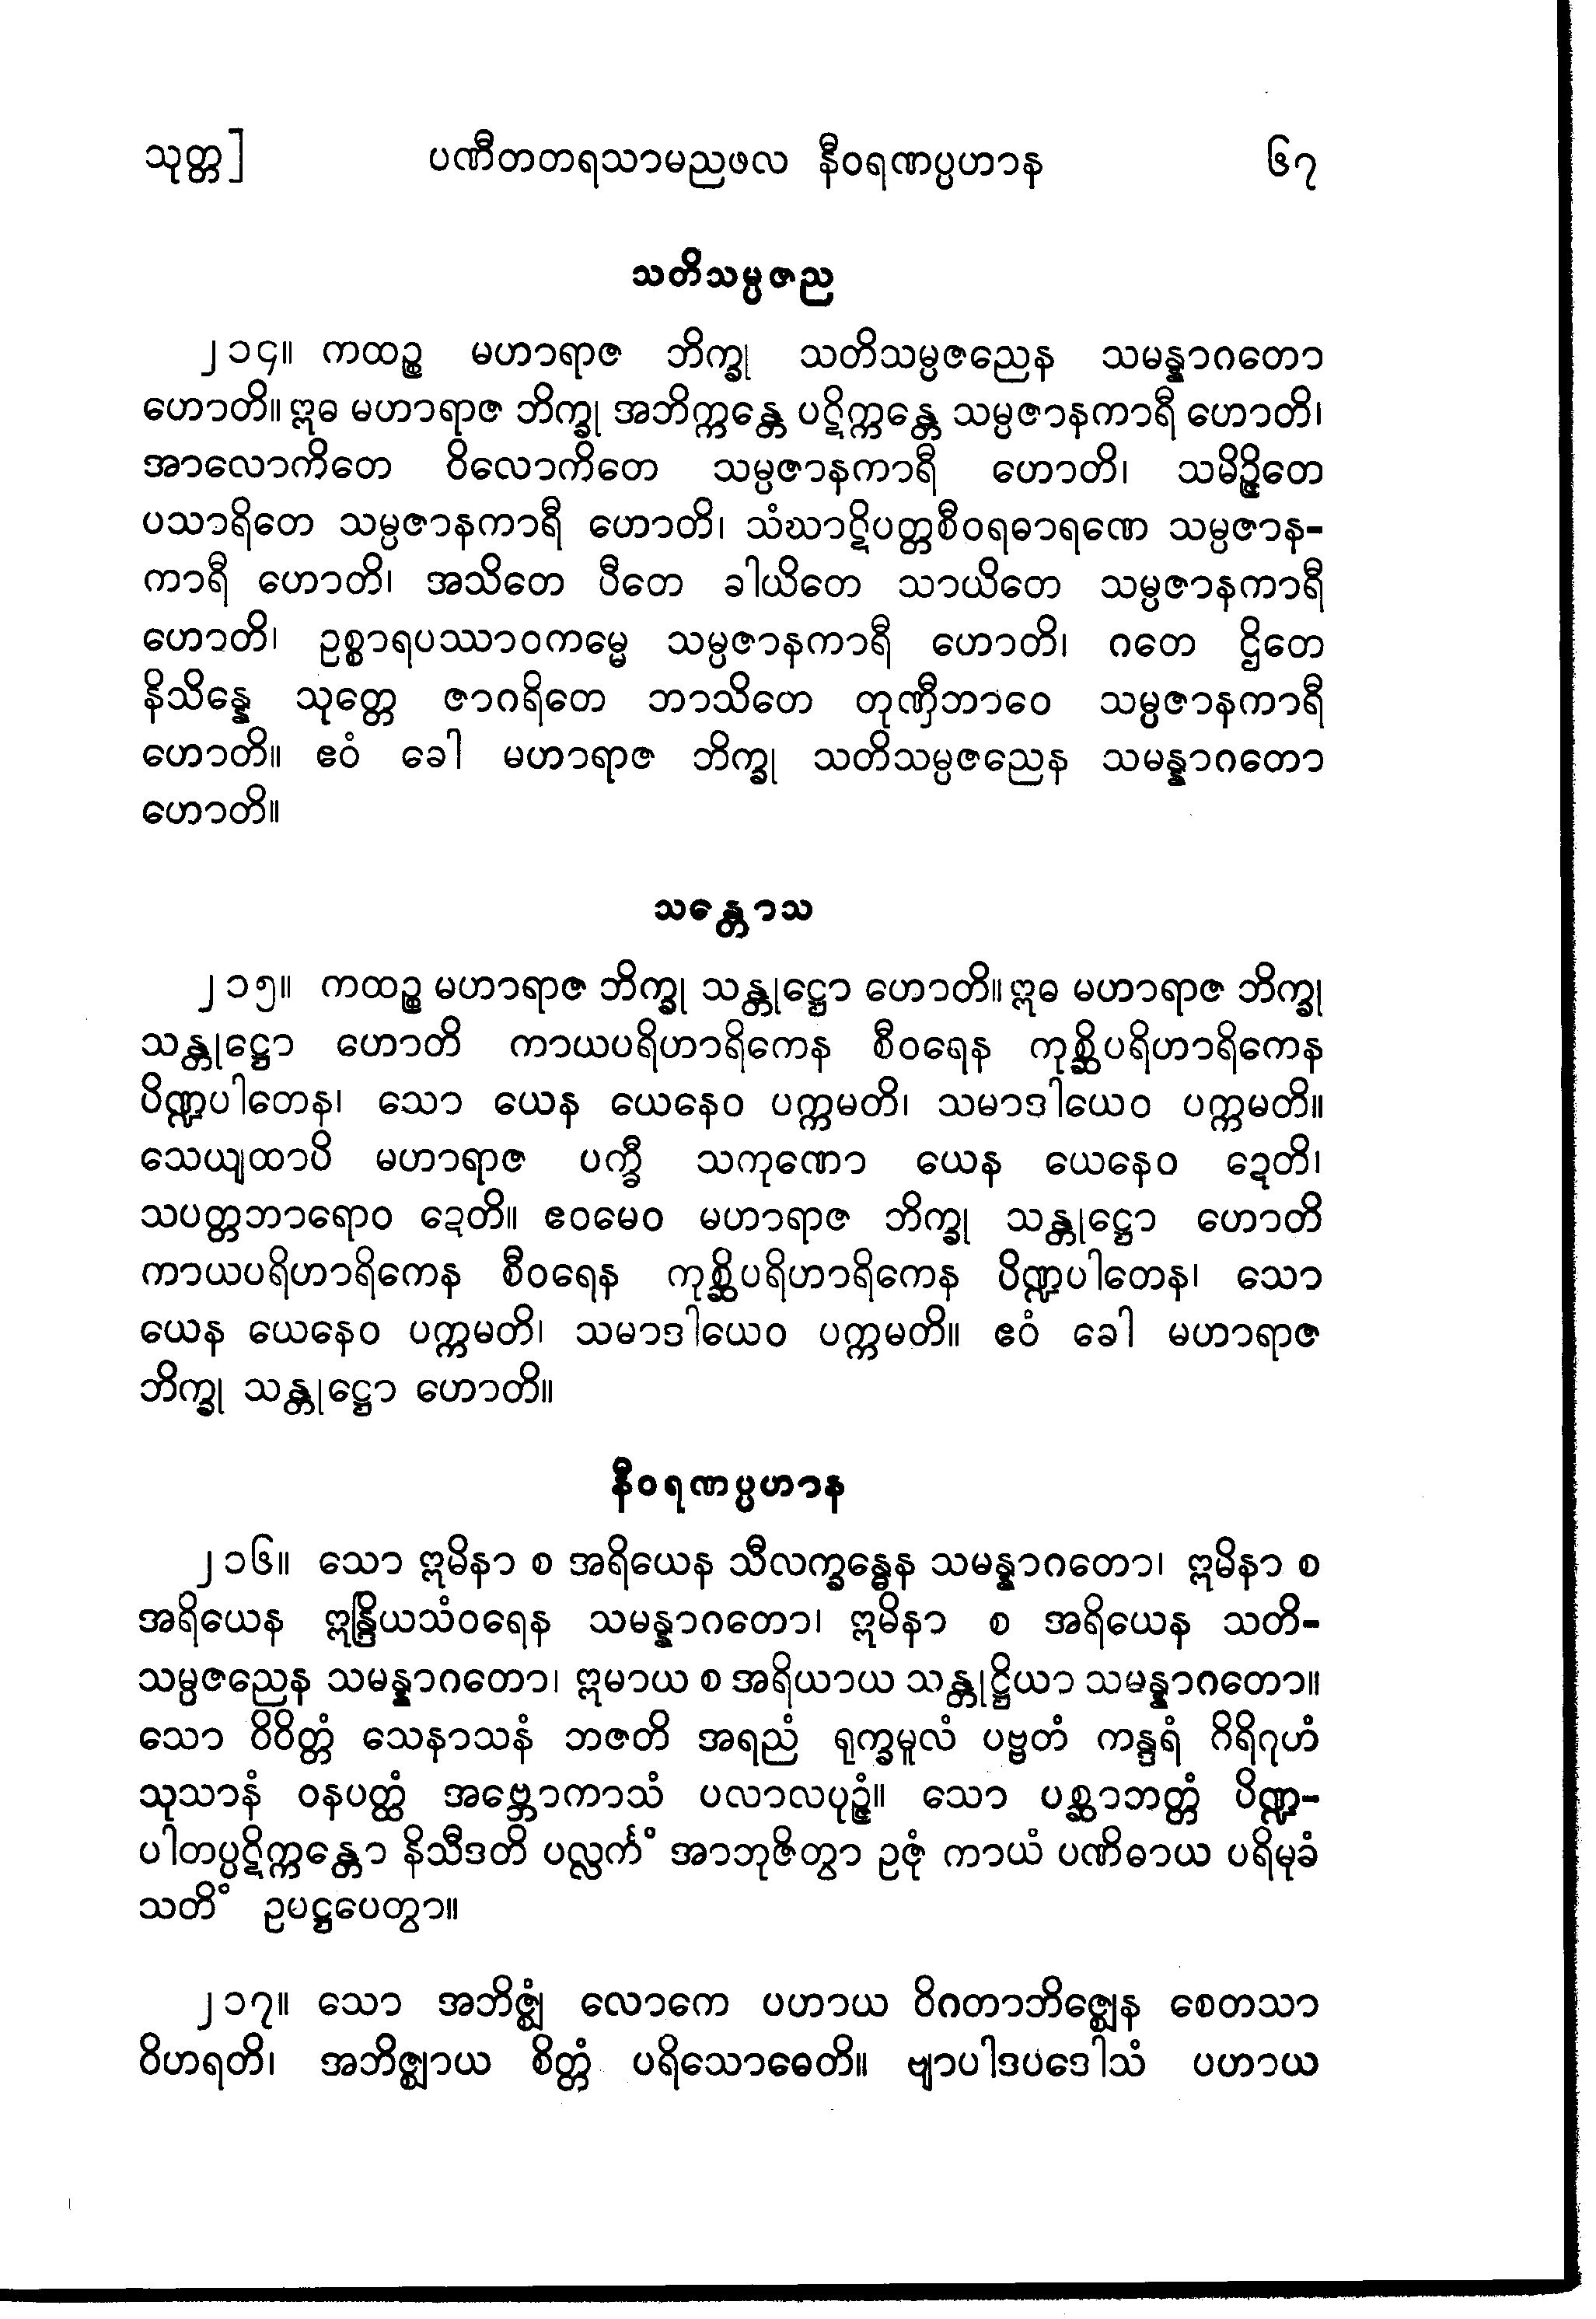 သုတ္တ] ပဏီတတရသာမညဖလ နီဝရဏပ္ပဟာန ၆၇
သတိသမ္ပဇည
၂၁၄။ ကထဉ္စ မဟာရာဇ ဘိက္ခု သတိသမ္ပဇညေန သမန္နာဂတော
ဟောတိ။ ဣဓ မဟာရာဇ ဘိက္ခု အဘိက္ကန္တေ ပဋိက္ကန္တေ သမ္ပဇာနကာရီ ဟောတိ၊
အာလောကိတေ ဝိလောကိတေ သမ္ပဇာနကာရီ ဟောတိ၊ သမိဉ္ဇိတေ
ပသာရိတေ သမ္ပဇာနကာရီ ဟောတိ၊ သံဃာဋိပတ္တစီဝရဓာရဏေ သမ္ပဇာန-
ကာရီ ဟောတိ၊ အသိတေ ပီတေ ခါယိတေ သာယိတေ သမ္ပဇာနကာရီ
ဟောတိ၊ ဥစ္စာရပဿာဝကမ္မေ သမ္ပဇာနကာရီ ဟောတိ၊ ဂတေ ဌိတေ
နိသိန္နေ သုတ္တေ ဇာဂရိတေ ဘာသိတေ တုဏှီဘာဝေ သမ္ပဇာနကာရီ
ဟောတိ။ ဧဝံ ခေါ မဟာရာဇ ဘိက္ခု သတိသမ္ပဇညေန သမန္နာဂတော
ဟောတိ။
သန္တောသ
၂၁၅။ ကထဉ္စ မဟာရာဇ ဘိက္ခု သန္တုဋ္ဌော ဟောတိ။ ဣဓ မဟာရာဇ ဘိက္ခု
သန္တုဋ္ဌော ဟောတိ ကာယပရိဟာရိကေန စီဝရေန ကုစ္ဆိပရိဟာရိကေန
ပိဏ္ဍပါတေန၊ သော ယေန ယေနေဝ ပက္ကမတိ၊ သမာဒါယေဝ ပက္ကမတိ။
သေယျထာပိ မဟာရာဇ ပက္ခီ သကုဏော ယေန ယေနေဝ ဍေတိ၊
သပတ္တဘာရောဝ ဍေတိ။ ဧဝမေဝ မဟာရာဇ ဘိက္ခု သန္တုဋ္ဌော ဟောတိ
ကာယပရိဟာရိကေန စီဝရေန ကုစ္ဆိပရိဟာရိကေန ပိဏ္ဍပါတေန၊ သော
ယေန ယေနေဝ ပက္ကမတိ၊ သမာဒါယေဝ ပက္ကမတိ။ ဧဝံ ခေါ မဟာရာဇ
ဘိက္ခု သန္တုဋ္ဌော ဟောတိ။
နီဝရဏပ္ပဟာန
၂၁၆။ သော ဣမိနာ စ အရိယေန သီလက္ခန္ဓေန သမန္နာဂတော၊ ဣမိနာ စ
အရိယေန ဣန္ဒြိယသံဝရေန သမန္နာဂတော၊ ဣမိနာ စ အရိယေန သတိ-
သမ္ပဇညေန သမန္နာဂတော၊ ဣမာယ စ အရိယာယ သန္တုဋ္ဌိယာ သမန္နာဂတော။
သော ဝိဝိတ္တံ သေနာသနံ ဘဇတိ အရညံ ရုက္ခမူလံ ပဗ္ဗတံ ကန္ဒရံ ဂိရိဂုဟံ
သုသာနံ ဝနပတ္ထံ အဗ္ဘောကာသံ ပလာလပုဉ္ဇံ။ သော ပစ္ဆာဘတ္တံ ပိဏ္ဍ-
ပါတပ္ပဋိက္ကန္တော နိသီဒတိ ပလ္လင်္ကံ အာဘုဇိတွာ ဥဇုံ ကာယံ ပဏိဓာယ ပရိမုခံ
သတိံ ဥပဋ္ဌပေတွာ။
၂၁၇။ သော အဘိဇ္ဈံ လောကေ ပဟာယ ဝိဂတာဘိဇ္ဈေန စေတသာ
ဝိဟရတိ၊ အဘိဇ္ဈာယ စိတ္တံ ပရိသောဓေတိ။ ဗျာပါဒပဒေါသံ ပဟာယ